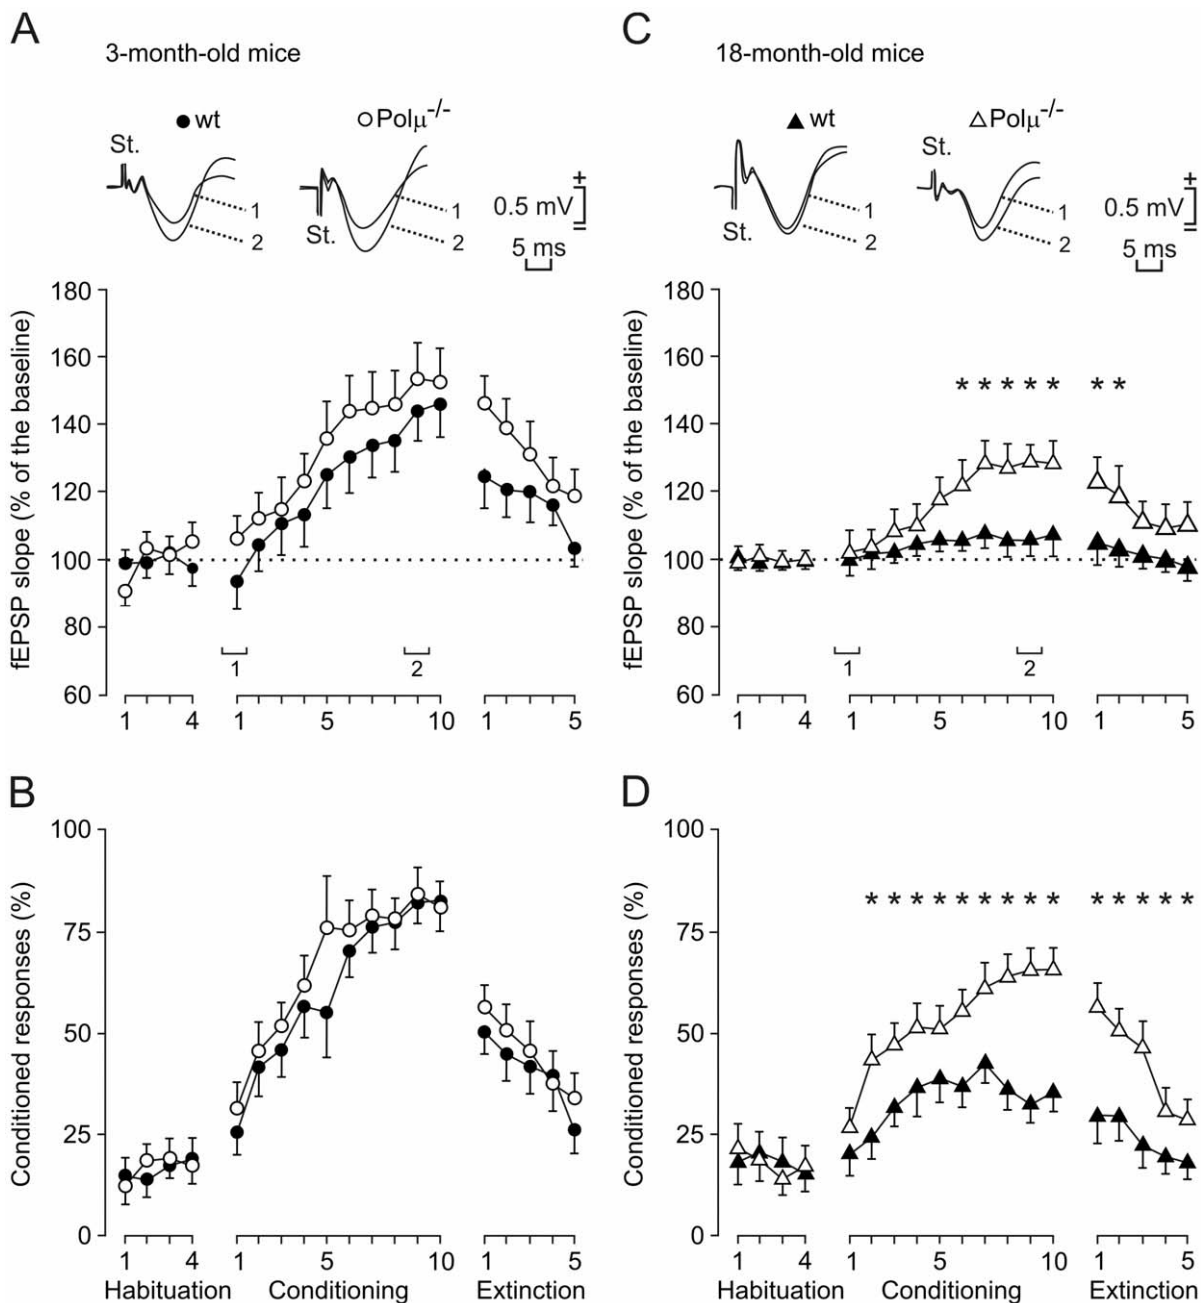 A
3-month-old mice
wt
Polμ-/-
St.
St.
1
2
1
2
+
0.5 mV
=
5 ms
fEPSP slope (% of the baseline)
180
160
140
120
100
80
60
1
2
1
4
1
5
10
1
5
C
18-month-old mice
wt
Polμ-/-
St.
St.
1
2
1
2
+
0.5 mV
=
5 ms
fEPSP slope (% of the baseline)
180
160
140
120
100
80
60
* * * * *
* *
1
2
1
4
1
5
10
1
5
B
Conditioned responses (%)
100
75
50
25
0
1
4
1
5
10
1
5
Habituation
Conditioning
Extinction
D
Conditioned responses (%)
100
75
50
25
0
* * * * * * * * *
* * * * *
1
4
1
5
10
1
5
Habituation
Conditioning
Extinction